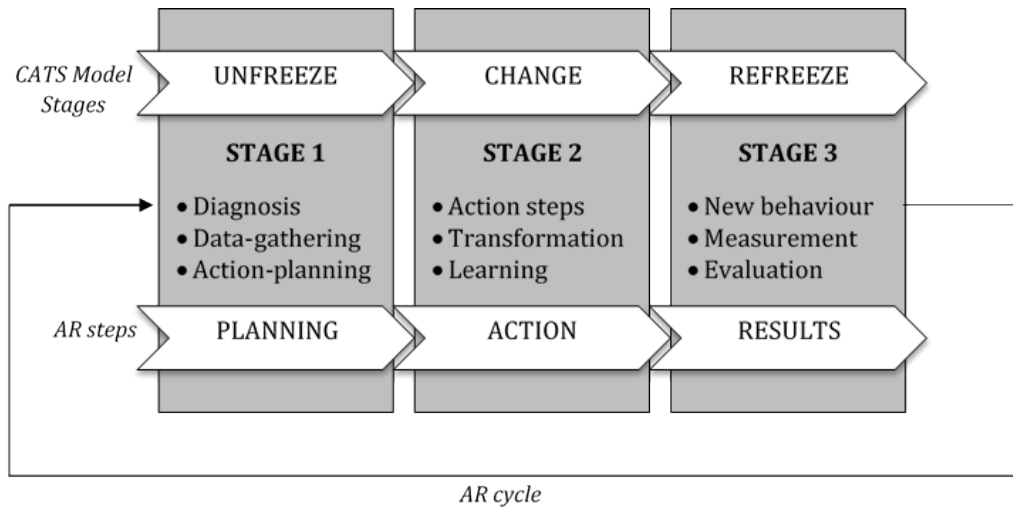 CATS Model
Stages
UNFREEZE
CHANGE
REFREEZE
STAGE 1
• Diagnosis
• Data-gathering
• Action-planning
STAGE 2
• Action steps
• Transformation
• Learning
STAGE 3
• New behaviour
• Measurement
• Evaluation
AR steps
PLANNING
ACTION
RESULTS
AR cycle